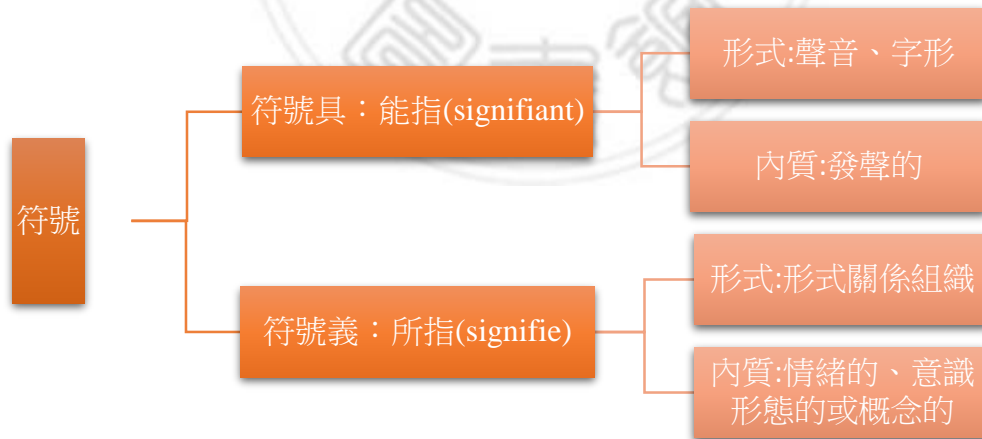 符號
符號具：能指(signifiant)
形式:聲音、字形
內質:發聲的
符號義：所指(signifie)
形式:形式關係組織
內質:情緒的、意識
形態的或概念的